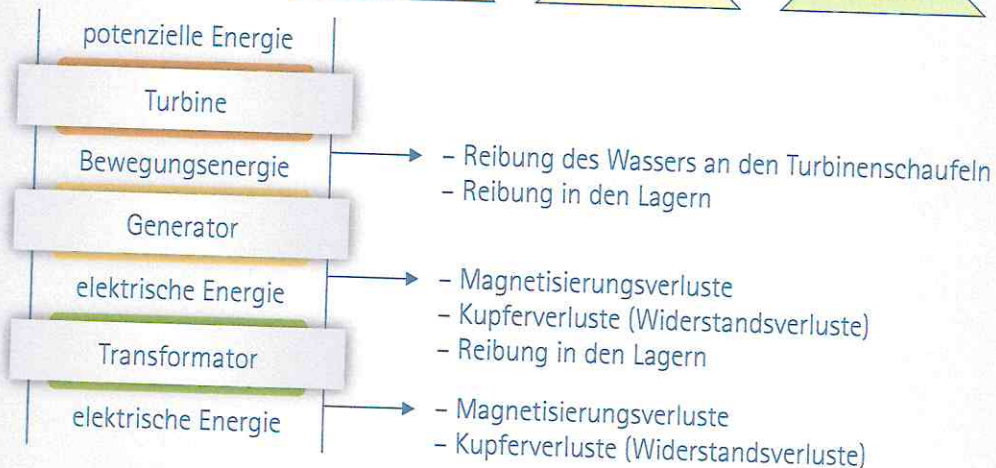 potenzielle Energie
Turbine
Bewegungsenergie
– Reibung des Wassers an den Turbinenschaufeln
– Reibung in den Lagern
Generator
elektrische Energie
– Magnetisierungsverluste
– Kupferverluste (Widerstandsverluste)
– Reibung in den Lagern
Transformator
elektrische Energie
– Magnetisierungsverluste
– Kupferverluste (Widerstandsverluste)